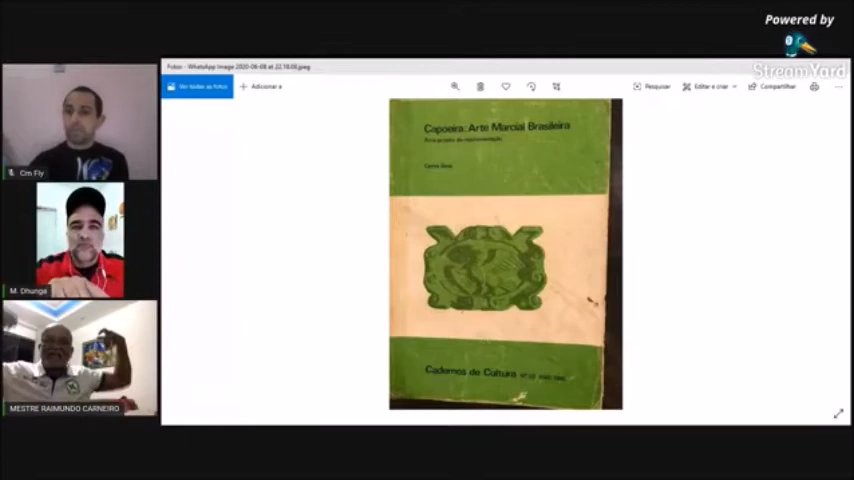 Powered by
StreamYard
Fotos - WhatsApp Image 2020-06-08 at 22.18.00.jpeg
Ver todas as fotos
Adicionar a
Pesquisar
Editar e criar
Compartilhar
Capoeira: Arte Marcial Brasileira
Cm Fly
M. Dhunga
MESTRE RAIMUNDO CARNEIRO
Cadernos de Cultura